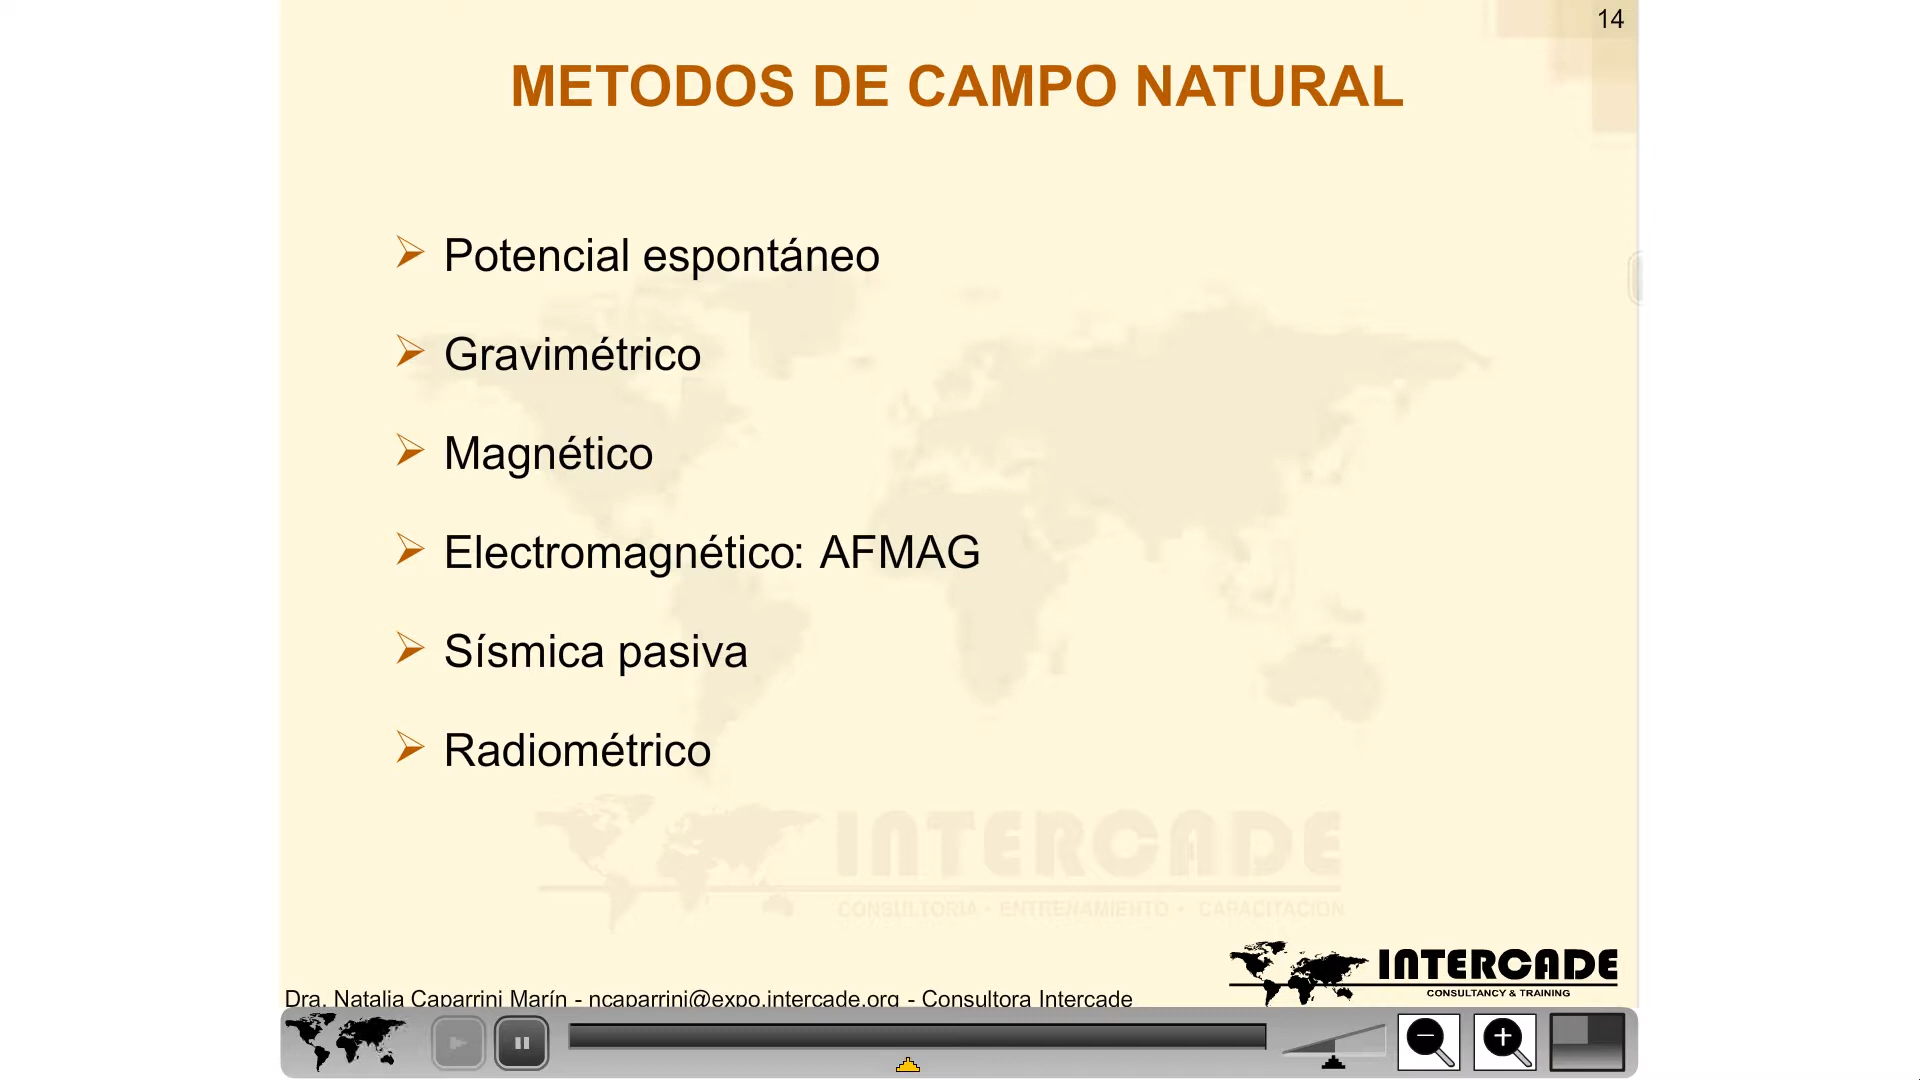 14
METODOS DE CAMPO NATURAL
Potencial espontáneo
Gravimétrico
Magnético
Electromagnético: AFMAG
Sísmica pasiva
Radiométrico
INTERCADE
CONSULTORIA • ENTRENAMIENTO • CAPACITACION
INTERCADE
CONSULTANCY & TRAINING
Dra. Natalia Caparrini Marín - ncaparrini@expo.intercade.org - Consultora Intercade